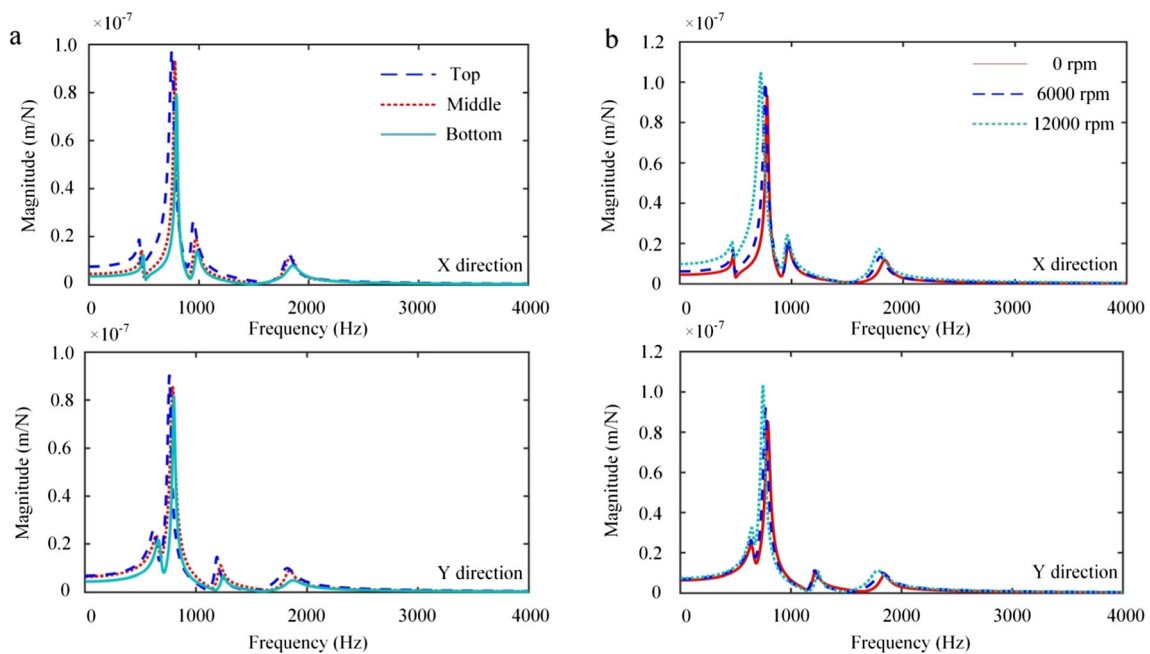 a
×10⁻⁷
1.0
0.8
0.6
0.4
0.2
0
Magnitude (m/N)
Top
Middle
Bottom
X direction
0 1000 2000 3000 4000
Frequency (Hz)
×10⁻⁷
1.0
0.8
0.6
0.4
0.2
0
Magnitude (m/N)
Y direction
0 1000 2000 3000 4000
Frequency (Hz)
b
×10⁻⁷
1.2
1.0
0.8
0.6
0.4
0.2
0
Magnitude (m/N)
0 rpm
6000 rpm
12000 rpm
X direction
0 1000 2000 3000 4000
Frequency (Hz)
×10⁻⁷
1.2
1.0
0.8
0.6
0.4
0.2
0
Magnitude (m/N)
Y direction
0 1000 2000 3000 4000
Frequency (Hz)